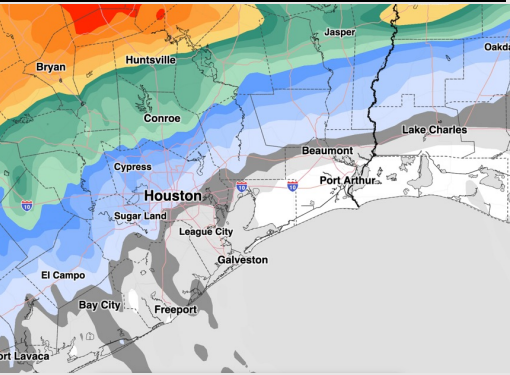 Jasper
Oakda
Huntsville
Bryan
Conroe
Lake Charles
Beaumont
Cypress
Port Arthur
10
10
Houston
10
Sugar Land
League City
Galveston
El Campo
Bay City
Freeport
ort Lavaca